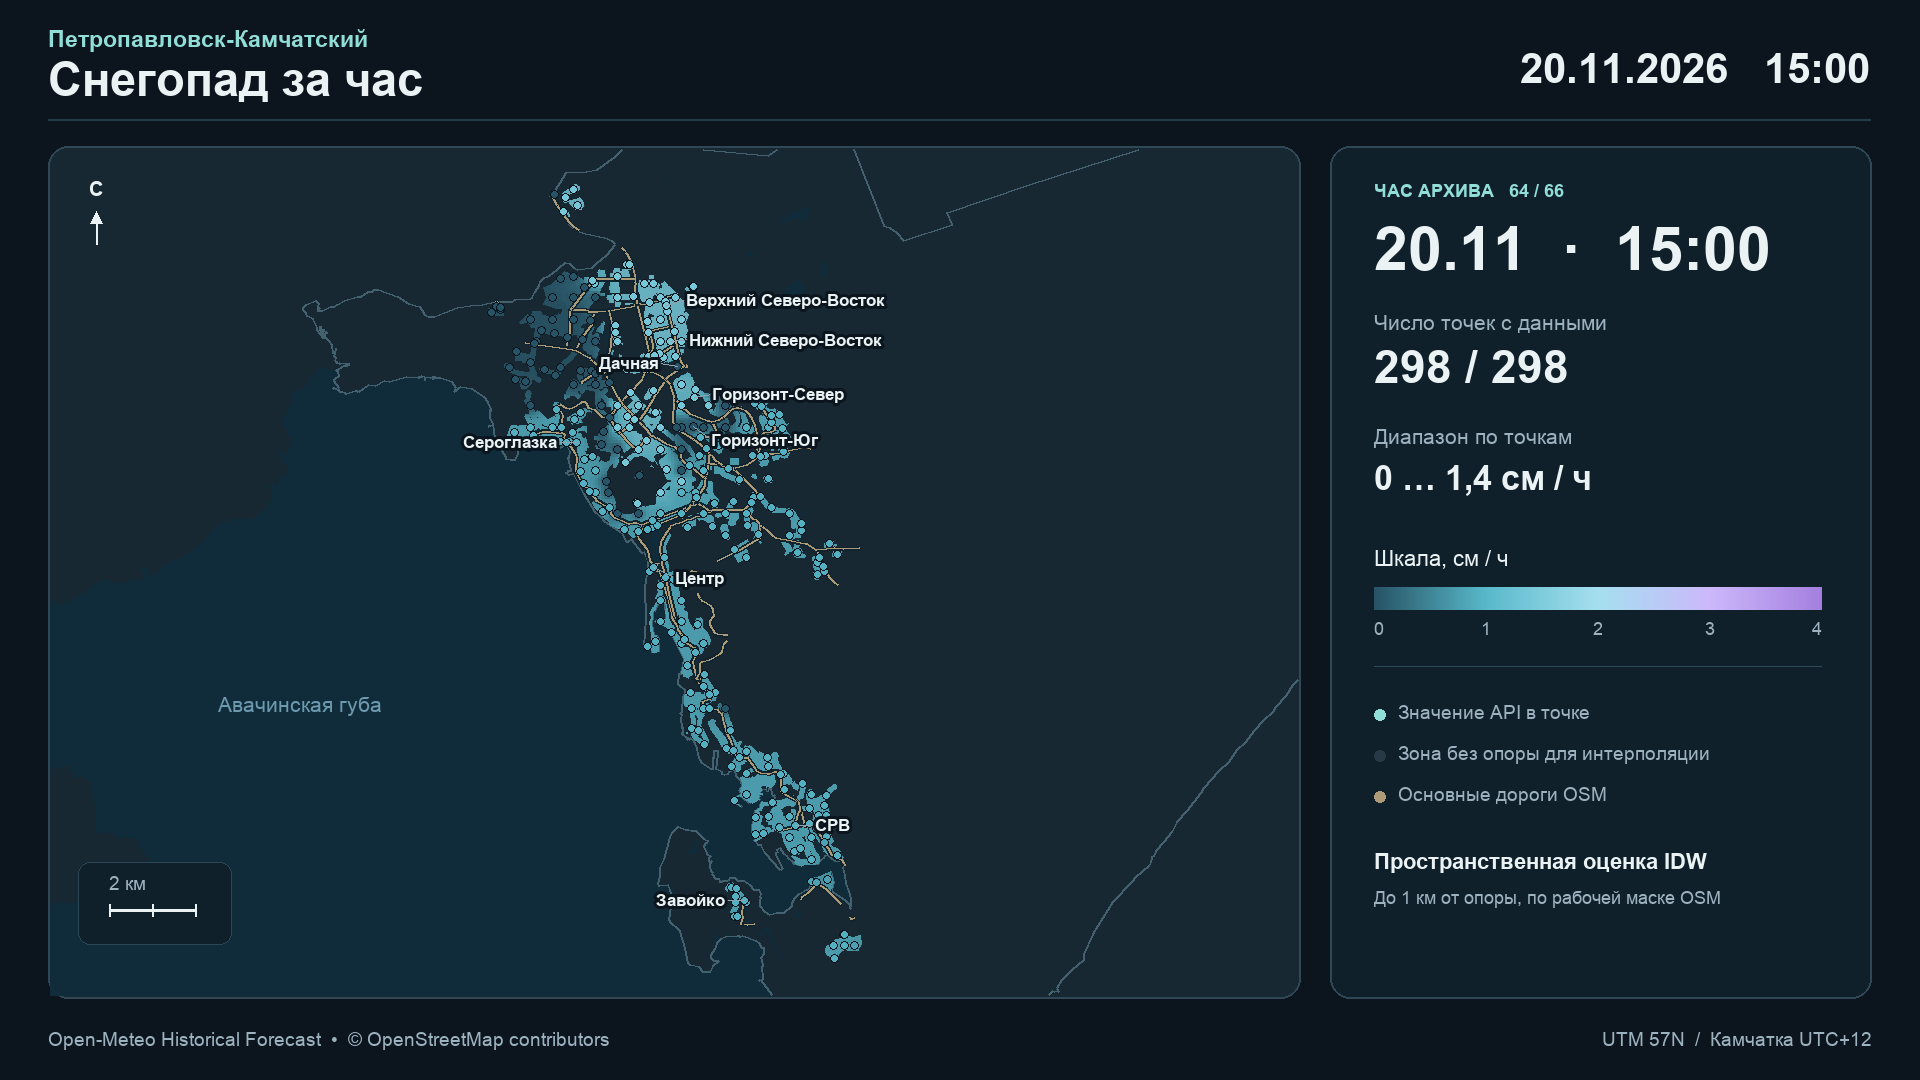 Петропавловск-Камчатский
Снегопад за час
20.11.2026 15:00
С
Верхний Северо-Восток
Нижний Северо-Восток
Дачная
Горизонт-Север
Горизонт-Юг
Сероглазка
Центр
Авачинская губа
СРВ
Завойко
2 км
ЧАС АРХИВА 64 / 66
20.11 · 15:00
Число точек с данными
298 / 298
Диапазон по точкам
0 … 1,4 см / ч
Шкала, см / ч
0 1 2 3 4
Значение API в точке
Зона без опоры для интерполяции
Основные дороги OSM
Пространственная оценка IDW
До 1 км от опоры, по рабочей маске OSM
Open-Meteo Historical Forecast • © OpenStreetMap contributors
UTM 57N / Камчатка UTC+12